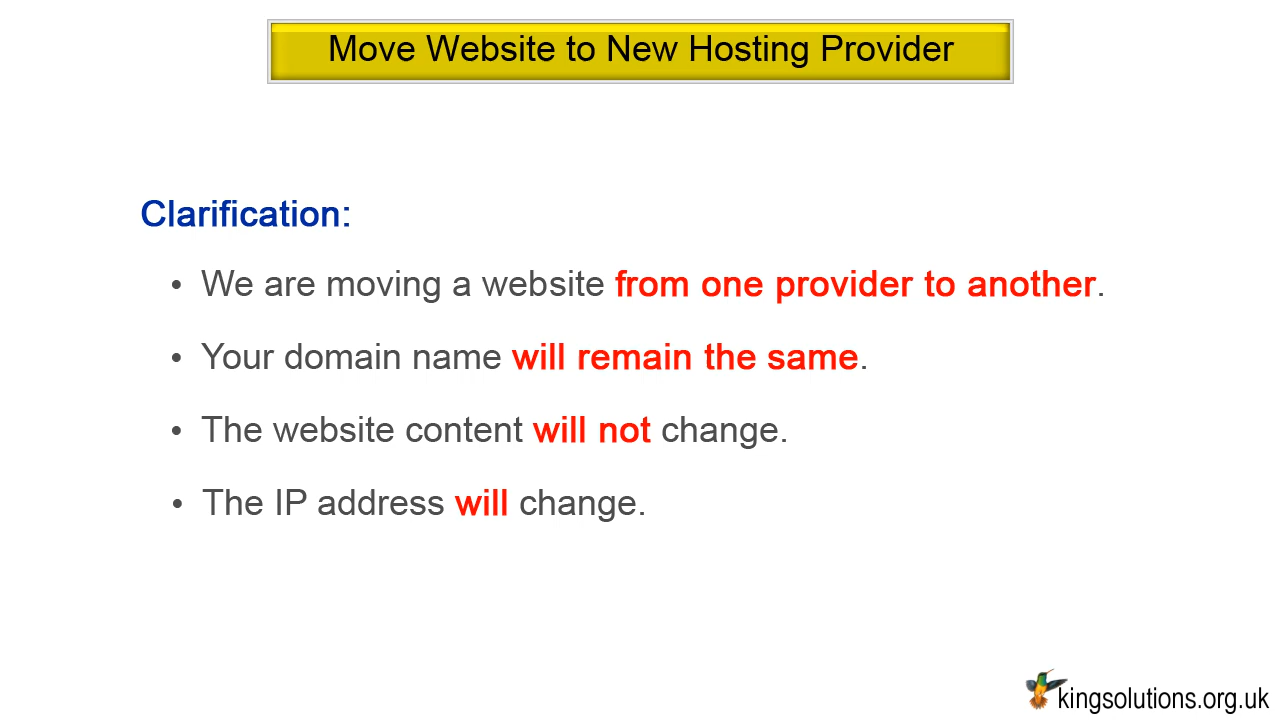 Move Website to New Hosting Provider
Clarification:
• We are moving a website from one provider to another.
• Your domain name will remain the same.
• The website content will not change.
• The IP address will change.
kingsolutions.org.uk